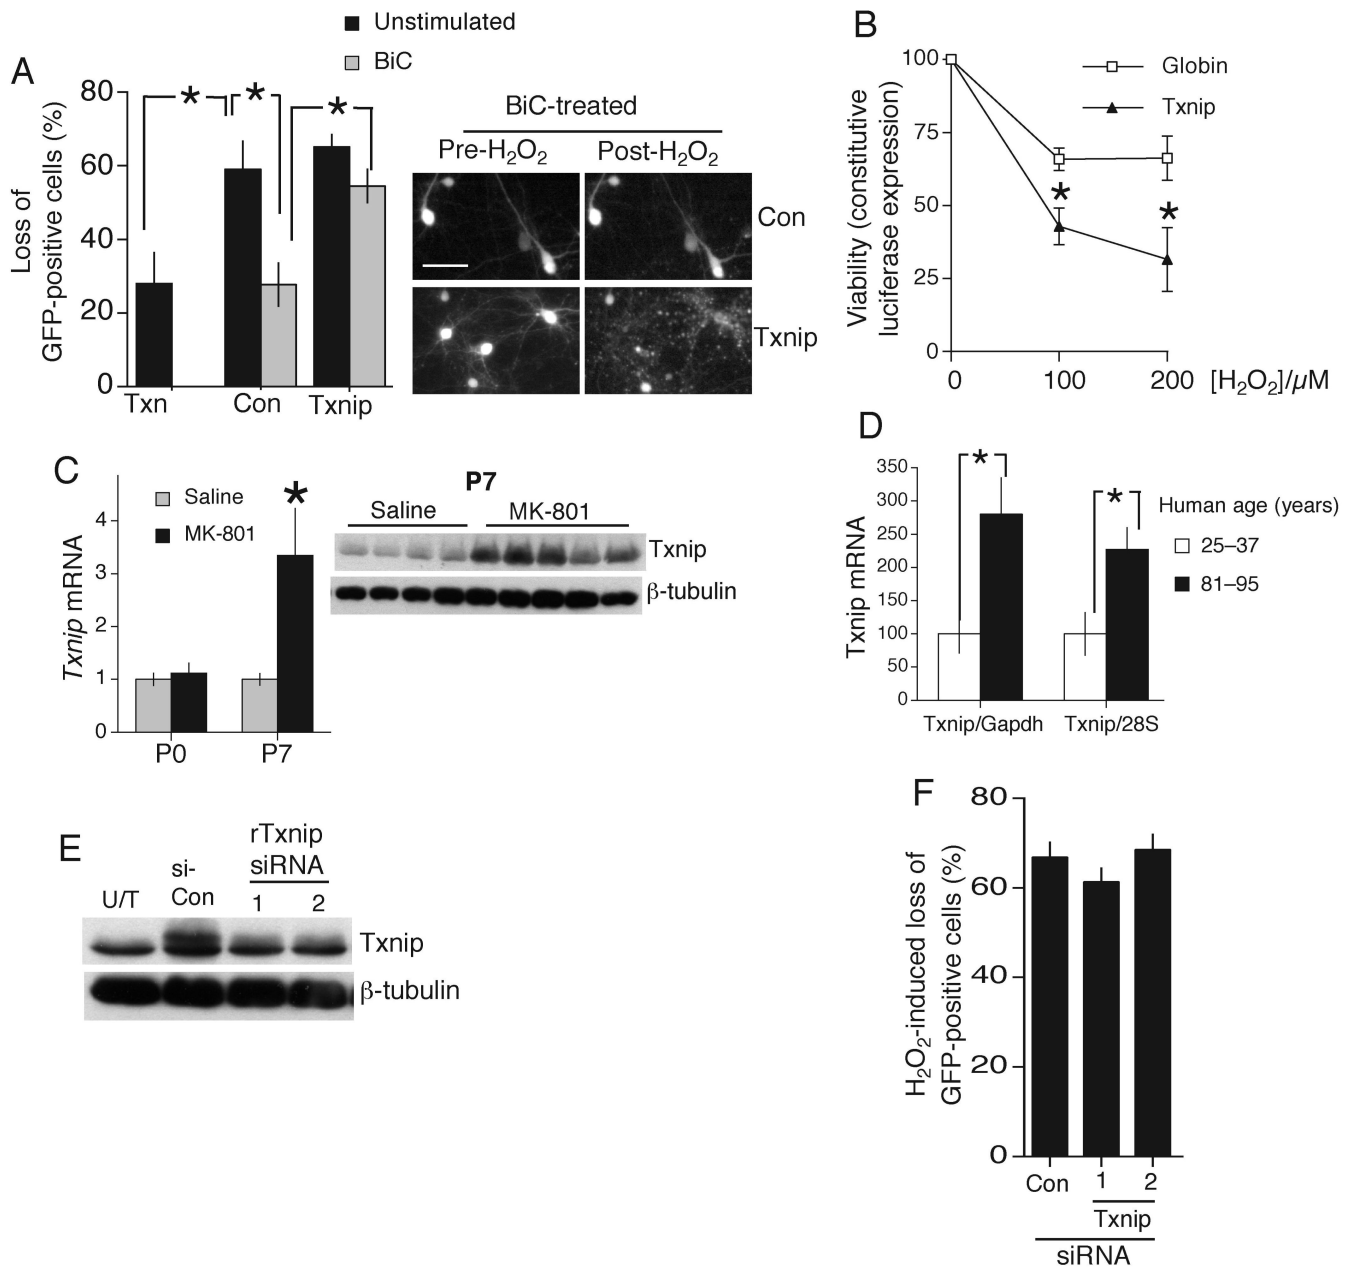 A
Unstimulated
BiC
Loss of
GFP-positive cells (%)
80
60
40
20
0
*
*
*
Txn
Con
Txnip
BiC-treated
Pre-H₂O₂
Post-H₂O₂
Con
Txnip
B
Viability (constitutive
luciferase expression)
100
75
50
25
0
Globin
Txnip
*
*
0
100
200
[H₂O₂]/µM
C
Txnip mRNA
4
3
2
1
0
Saline
MK-801
*
P0
P7
P7
Saline
MK-801
Txnip
β-tubulin
D
Txnip mRNA
350
300
250
200
150
100
50
0
*
*
Txnip/Gapdh
Txnip/28S
Human age (years)
25–37
81–95
E
U/T
si-
Con
rTxnip
siRNA
1
2
Txnip
β-tubulin
F
H₂O₂-induced loss of
GFP-positive cells (%)
80
60
40
20
0
Con
1
2
Txnip
siRNA